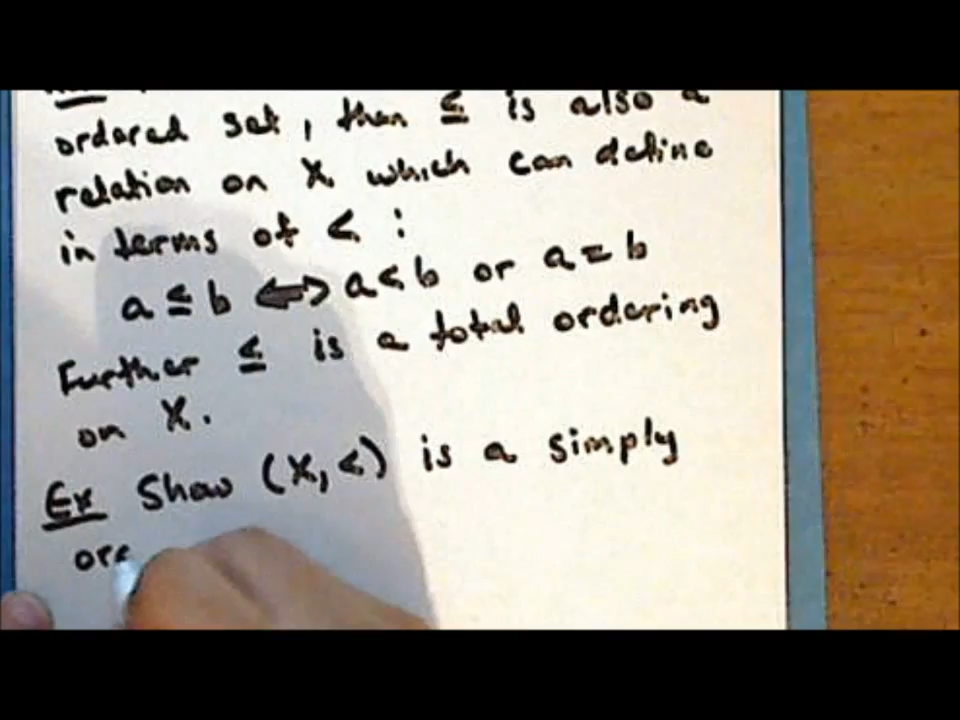 ordered set, then ≤ is also a
relation on X which can define
in terms of < :
a ≤ b ⟺ a < b or a = b
Further ≤ is a total ordering
on X.
Ex Show (X, <) is a simply